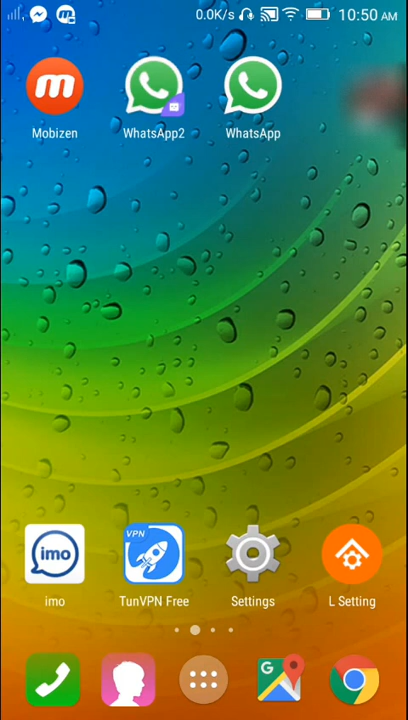 0.0K/s 10:50 AM
m
Mobizen WhatsApp2 WhatsApp
VPN
imo
imo TunVPN Free Settings L Setting
G